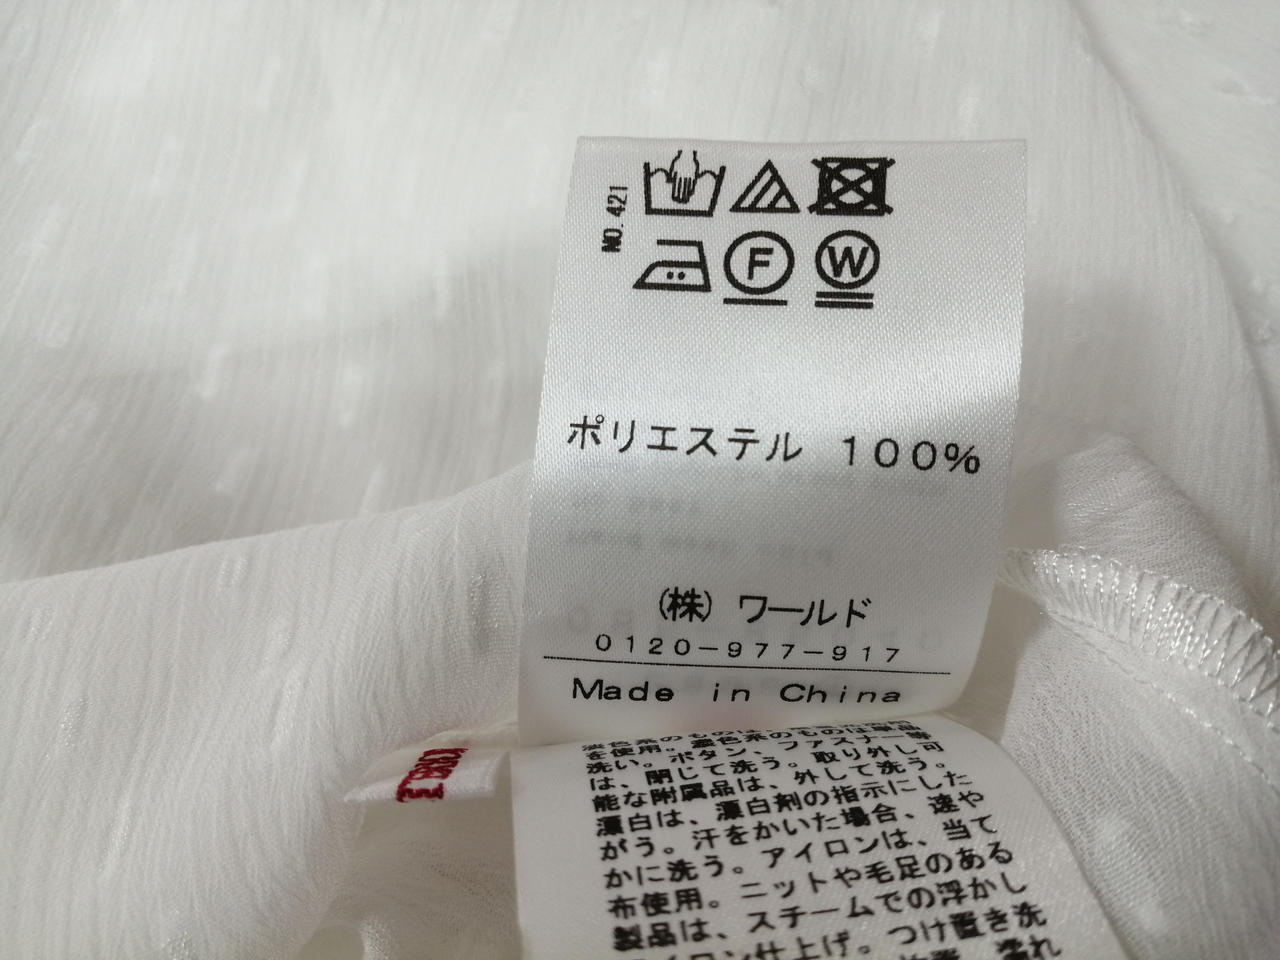 NO. 421
F
W
ポリエステル 100%
(株) ワールド
0120-977-917
Made in China
を使用。濃色系のものは単品
洗い。ボタン、ファスナー等
は、閉じて洗う。取り外し可
能な附属品は、外して洗う。
漂白は、漂白剤の指示にした
がう。汗をかいた場合、速や
かに洗う。アイロンは、当て
布使用。ニットや毛足のある
製品は、スチームでの浮かし
アイロン仕上げ。つけ置き洗